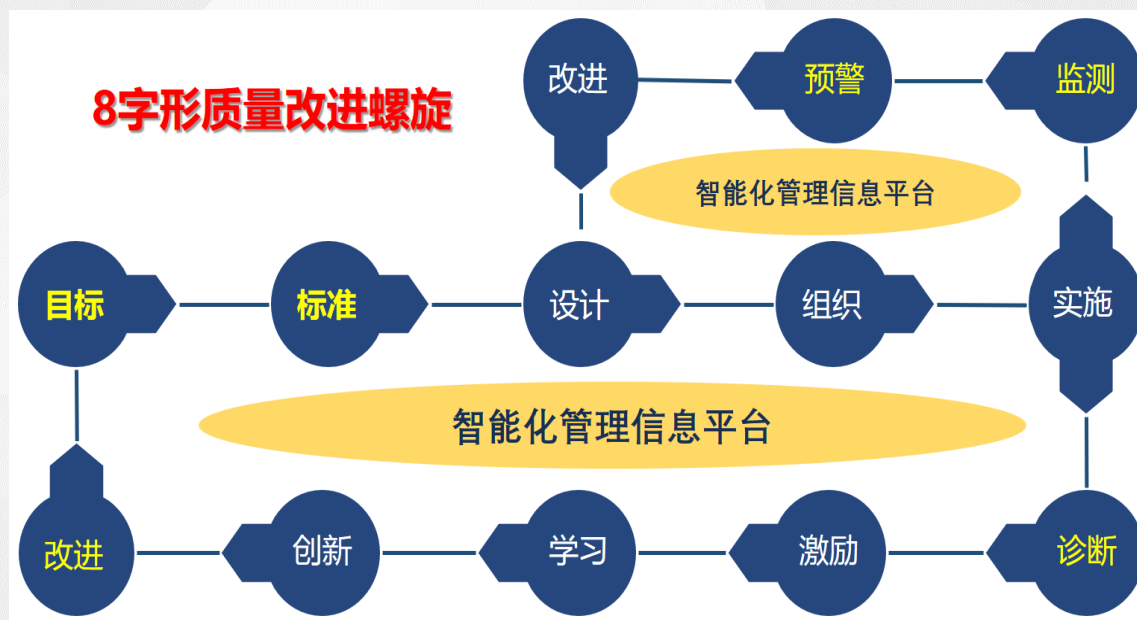 改进
预警
监测
8字形质量改进螺旋
智能化管理信息平台
目标
标准
设计
组织
实施
智能化管理信息平台
改进
创新
学习
激励
诊断